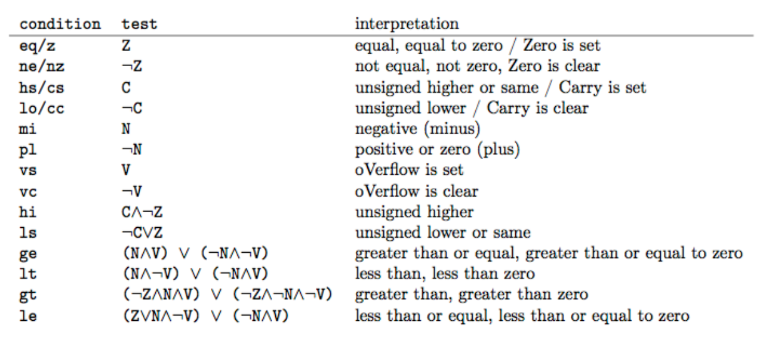 condition test interpretation
eq/z Z equal, equal to zero / Zero is set
ne/nz ¬Z not equal, not zero, Zero is clear
hs/cs C unsigned higher or same / Carry is set
lo/cc ¬C unsigned lower / Carry is clear
mi N negative (minus)
pl ¬N positive or zero (plus)
vs V oVerflow is set
vc ¬V oVerflow is clear
hi C∧¬Z unsigned higher
ls ¬C∨Z unsigned lower or same
ge (N∧V) ∨ (¬N∧¬V) greater than or equal, greater than or equal to zero
lt (N∧¬V) ∨ (¬N∧V) less than, less than zero
gt (¬Z∧N∧V) ∨ (¬Z∧¬N∧¬V) greater than, greater than zero
le (Z∨N∧¬V) ∨ (¬N∧V) less than or equal, less than or equal to zero